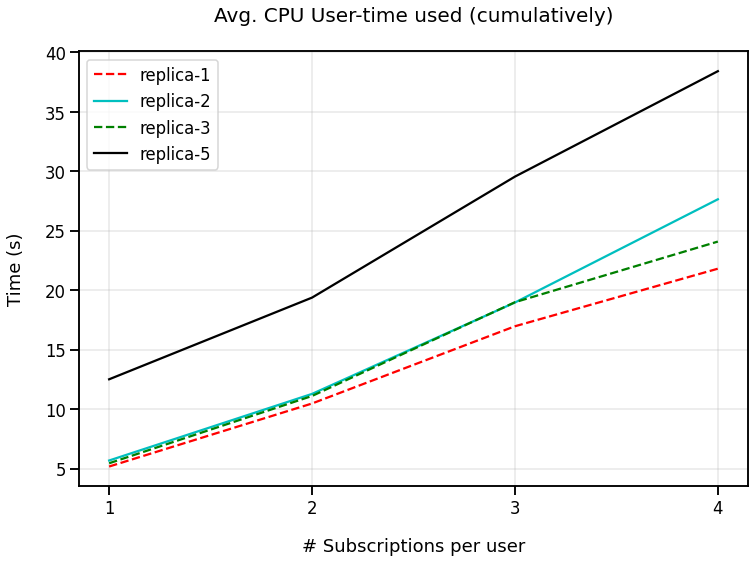 Avg. CPU User-time used (cumulatively)
40
35
30
25
20
15
10
5
Time (s)
replica-1
replica-2
replica-3
replica-5
1 2 3 4
# Subscriptions per user